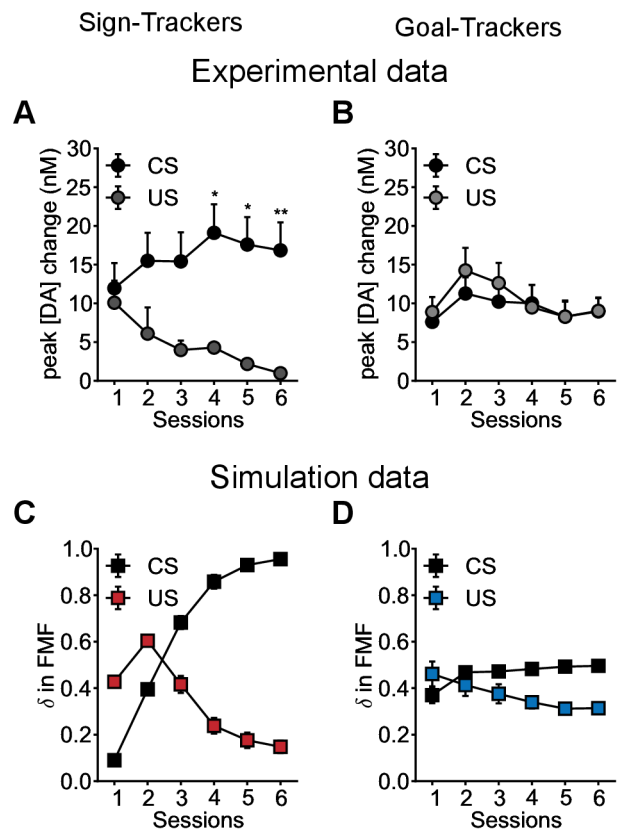 Sign-Trackers
Goal-Trackers
Experimental data
A
B
peak [DA] change (nM)
30
25
20
15
10
5
0
CS
US
*
*
**
1 2 3 4 5 6
Sessions
peak [DA] change (nM)
30
25
20
15
10
5
0
CS
US
1 2 3 4 5 6
Sessions
Simulation data
C
D
δ in FMF
1.0
0.8
0.6
0.4
0.2
0.0
CS
US
1 2 3 4 5 6
Sessions
δ in FMF
1.0
0.8
0.6
0.4
0.2
0.0
CS
US
1 2 3 4 5 6
Sessions